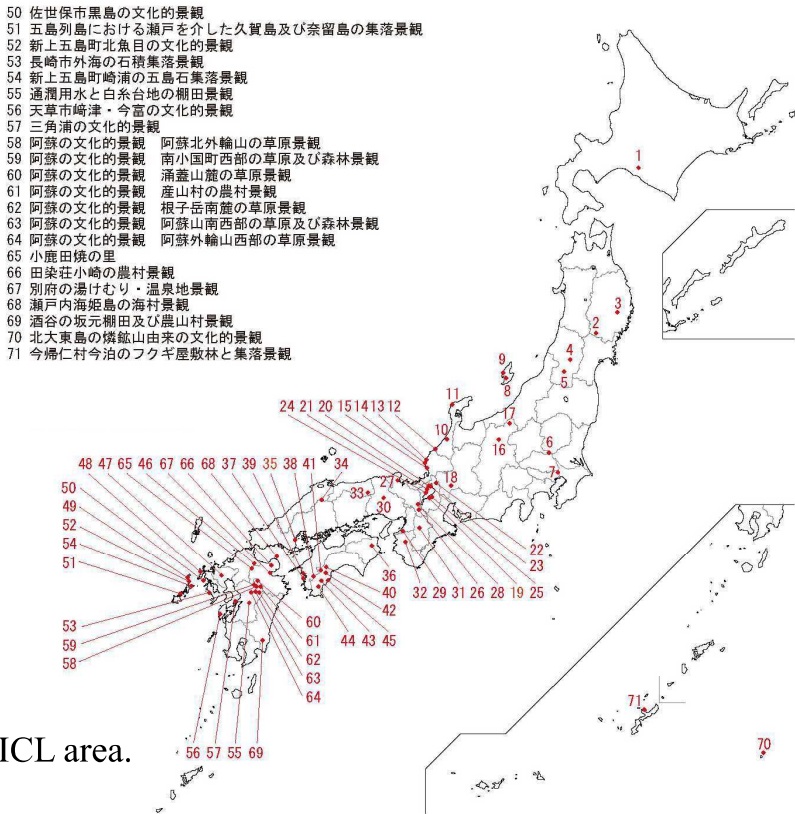 50 佐世保市黒島の文化的景観
51 五島列島における瀬戸を介した久賀島及び奈留島の集落景観
52 新上五島町北魚目の文化的景観
53 長崎市外海の石積集落景観
54 新上五島町崎浦の五島石集落景観
55 通潤用水と白糸台地の棚田景観
56 天草市﨑津・今富の文化的景観
57 三角浦の文化的景観
58 阿蘇の文化的景観　阿蘇北外輪山の草原景観
59 阿蘇の文化的景観　南小国町西部の草原及び森林景観
60 阿蘇の文化的景観　涌蓋山麓の草原景観
61 阿蘇の文化的景観　産山村の農村景観
62 阿蘇の文化的景観　根子岳南麓の草原景観
63 阿蘇の文化的景観　阿蘇山南西部の草原及び森林景観
64 阿蘇の文化的景観　阿蘇外輪山西部の草原景観
65 小鹿田焼の里
66 田染荘小崎の農村景観
67 別府の湯けむり・温泉地景観
68 瀬戸内海姫島の海村景観
69 酒谷の坂元棚田及び農山村景観
70 北大東島の燐鉱山由来の文化的景観
71 今帰仁村今泊のフクギ屋敷林と集落景観
1
3
2
4
5
9
8
11
24 21 20 15 14 13 12
10
17
16
6
7
18
48 47 65 46 67 66 68 37 39 35 38 41 34
27
33
30
50
49
52
54
51
22
23
36
40
42
32 29 31 26 28 19 25
53
59
58
60
61
62
63
64
44 43 45
56 57 55 69
71
70
ICL area.